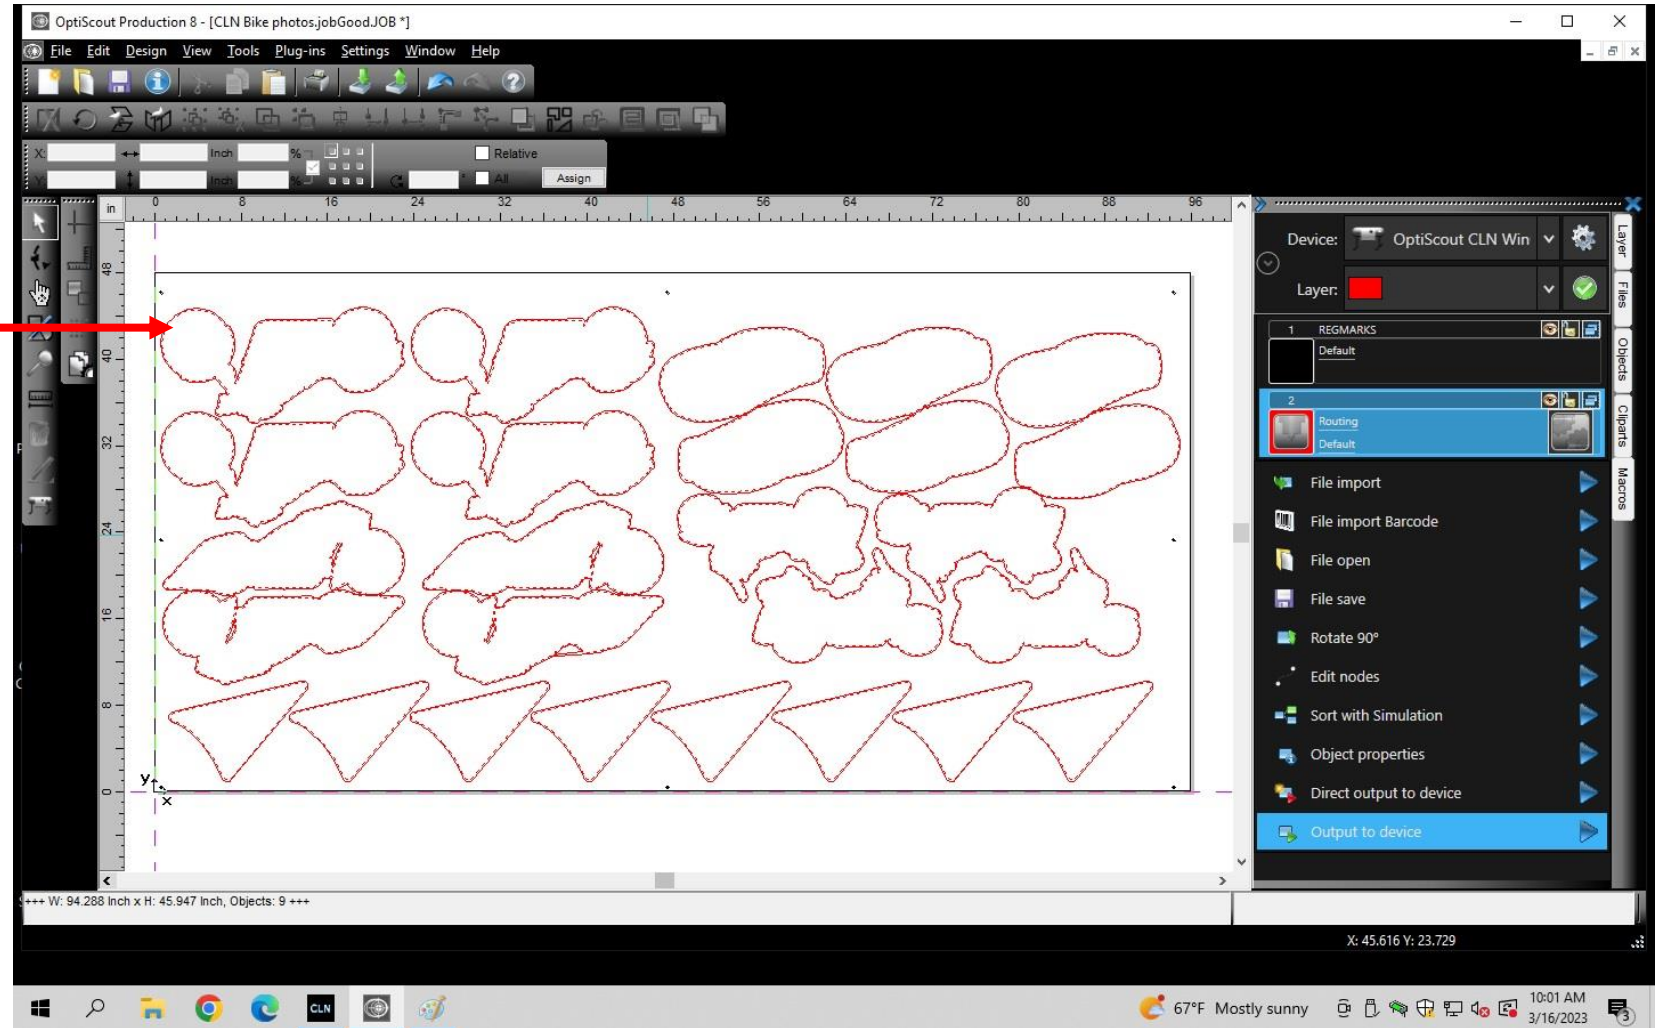 OptiScout Production 8 - [CLN Bike photos.jobGood.JOB *]
File Edit Design View Tools Plug-ins Settings Window Help
X: Inch % Relative
Y: Inch % All Assign
in 0 8 16 24 32 40 48 56 64 72 80 88 96
48
40
32
24
16
8
0
Y
X
Device: OptiScout CLN Win
Layer:
1 REGMARKS
Default
2
Routing
Default
File import
File import Barcode
File open
File save
Rotate 90°
Edit nodes
Sort with Simulation
Object properties
Direct output to device
Output to device
Layer
Files
Objects
Cliparts
Macros
+++ W: 94.288 Inch x H: 45.947 Inch, Objects: 9 +++
X: 45.616 Y: 23.729
CLN
67°F Mostly sunny
10:01 AM
3/16/2023
3